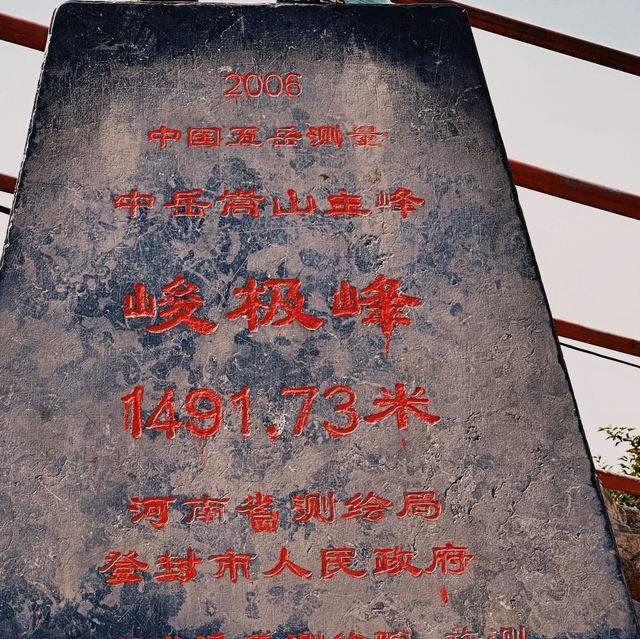 2006
中国五岳测量
中岳嵩山主峰
峻极峰
1491.73米
河南省测绘局
登封市人民政府